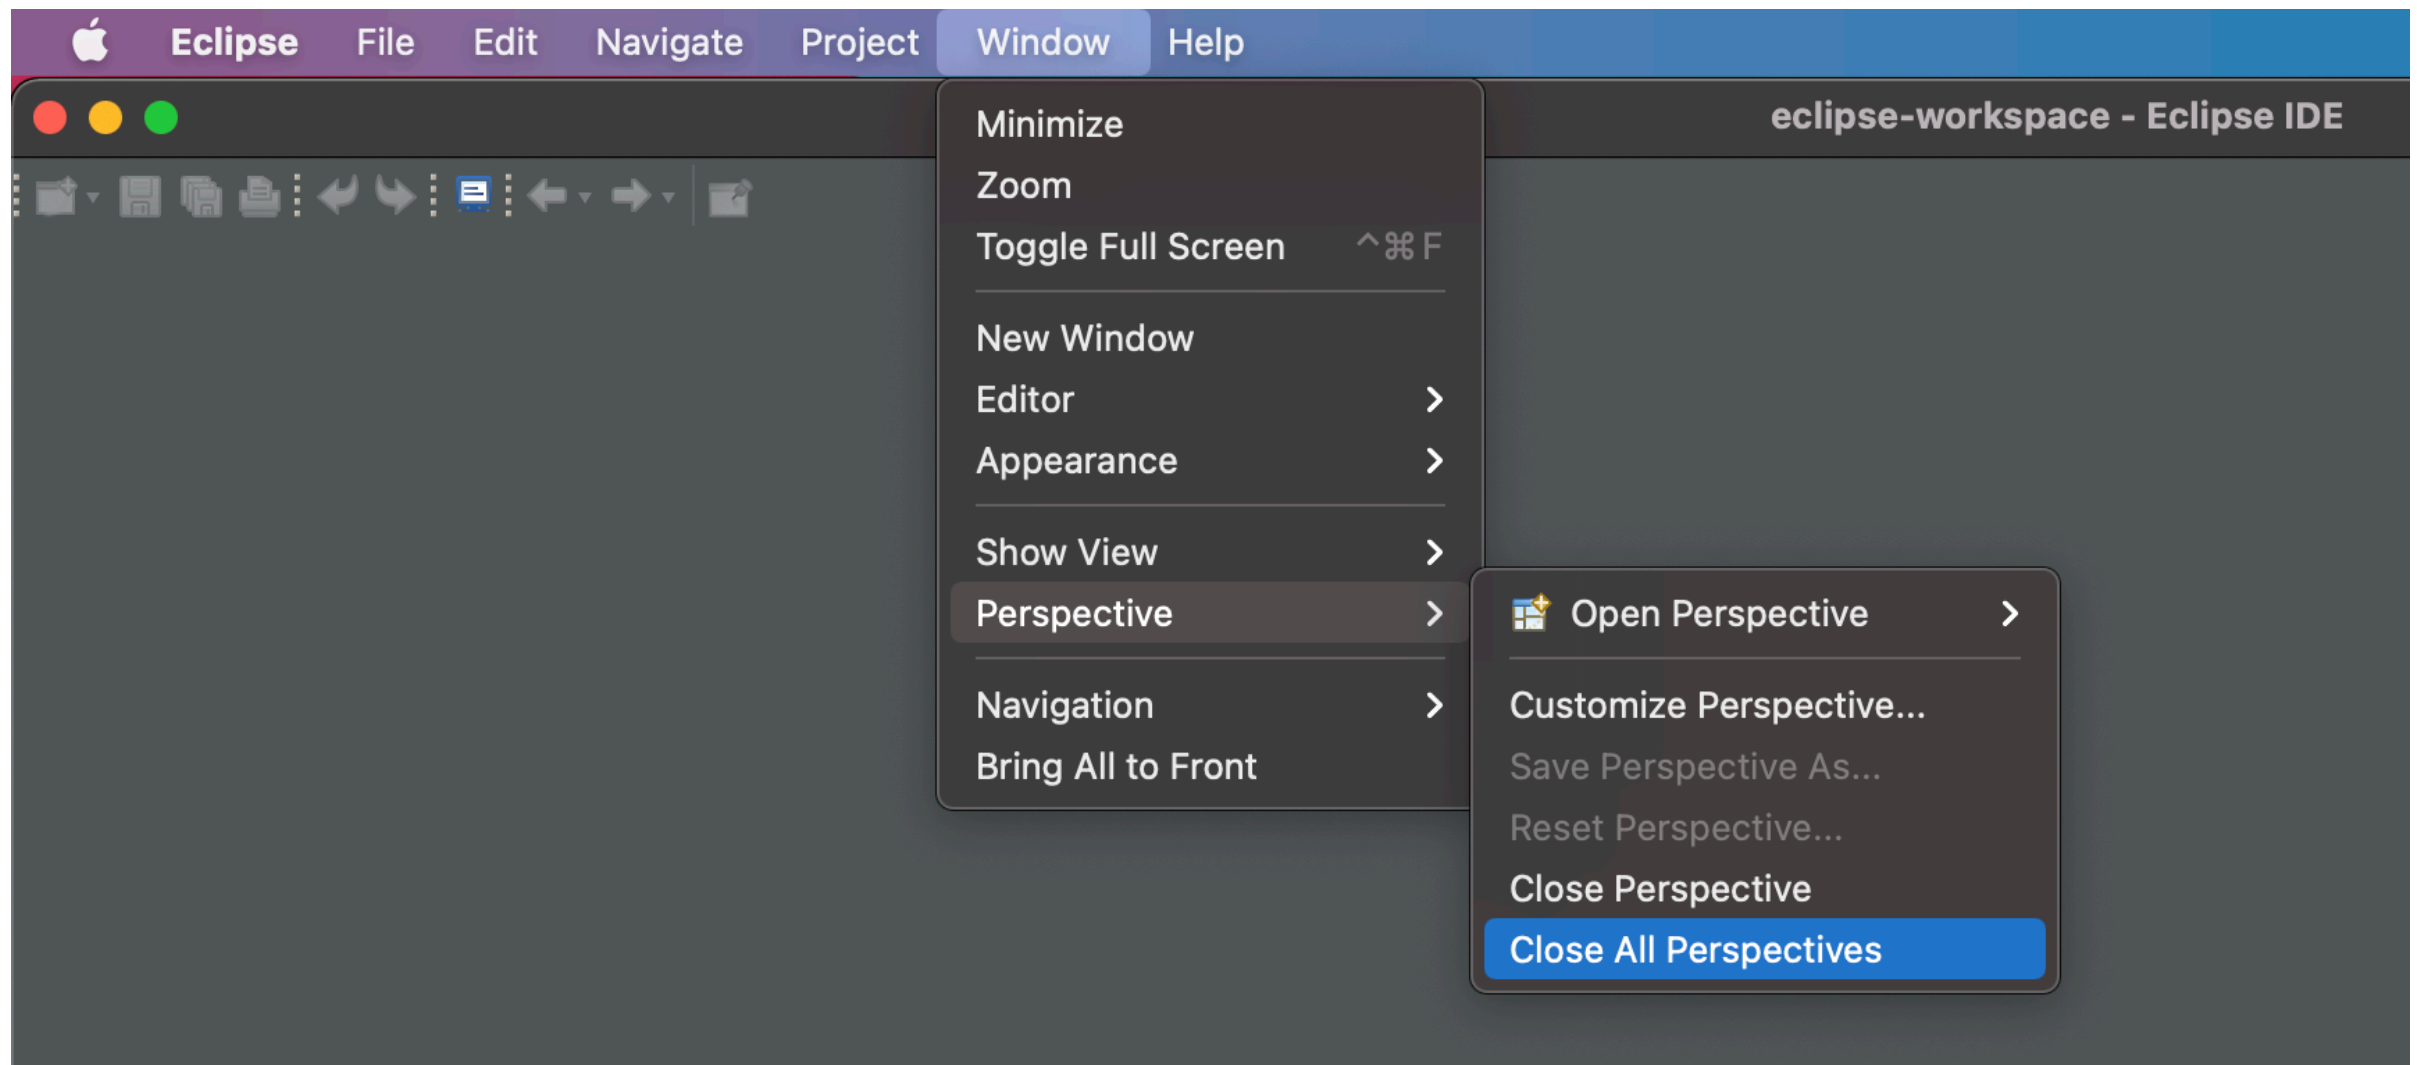 Eclipse File Edit Navigate Project Window Help
eclipse-workspace - Eclipse IDE
Minimize
Zoom
Toggle Full Screen ^⌘F
New Window
Editor
Appearance
Show View
Perspective
Navigation
Bring All to Front
Open Perspective
Customize Perspective...
Save Perspective As...
Reset Perspective...
Close Perspective
Close All Perspectives